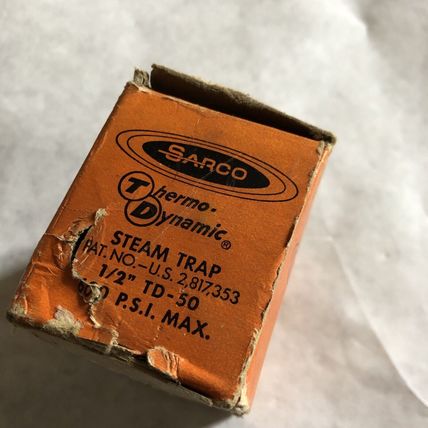 SARCO
Thermo-
Dynamic®
STEAM TRAP
PAT. NO.-U.S. 2,817,353
1/2" TD-50
P.S.I. MAX.